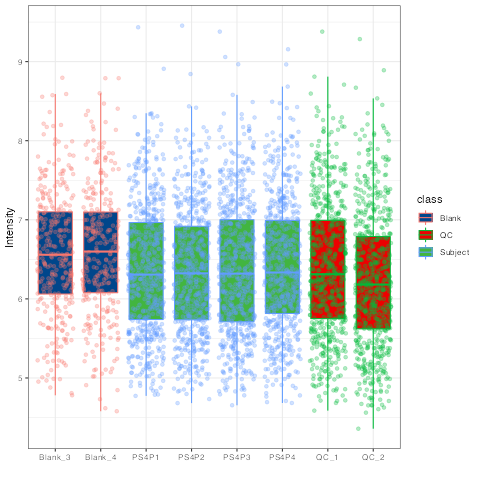 Intensity
9
8
7
6
5
Blank_3 Blank_4 PS4P1 PS4P2 PS4P3 PS4P4 QC_1 QC_2
class
Blank
QC
Subject